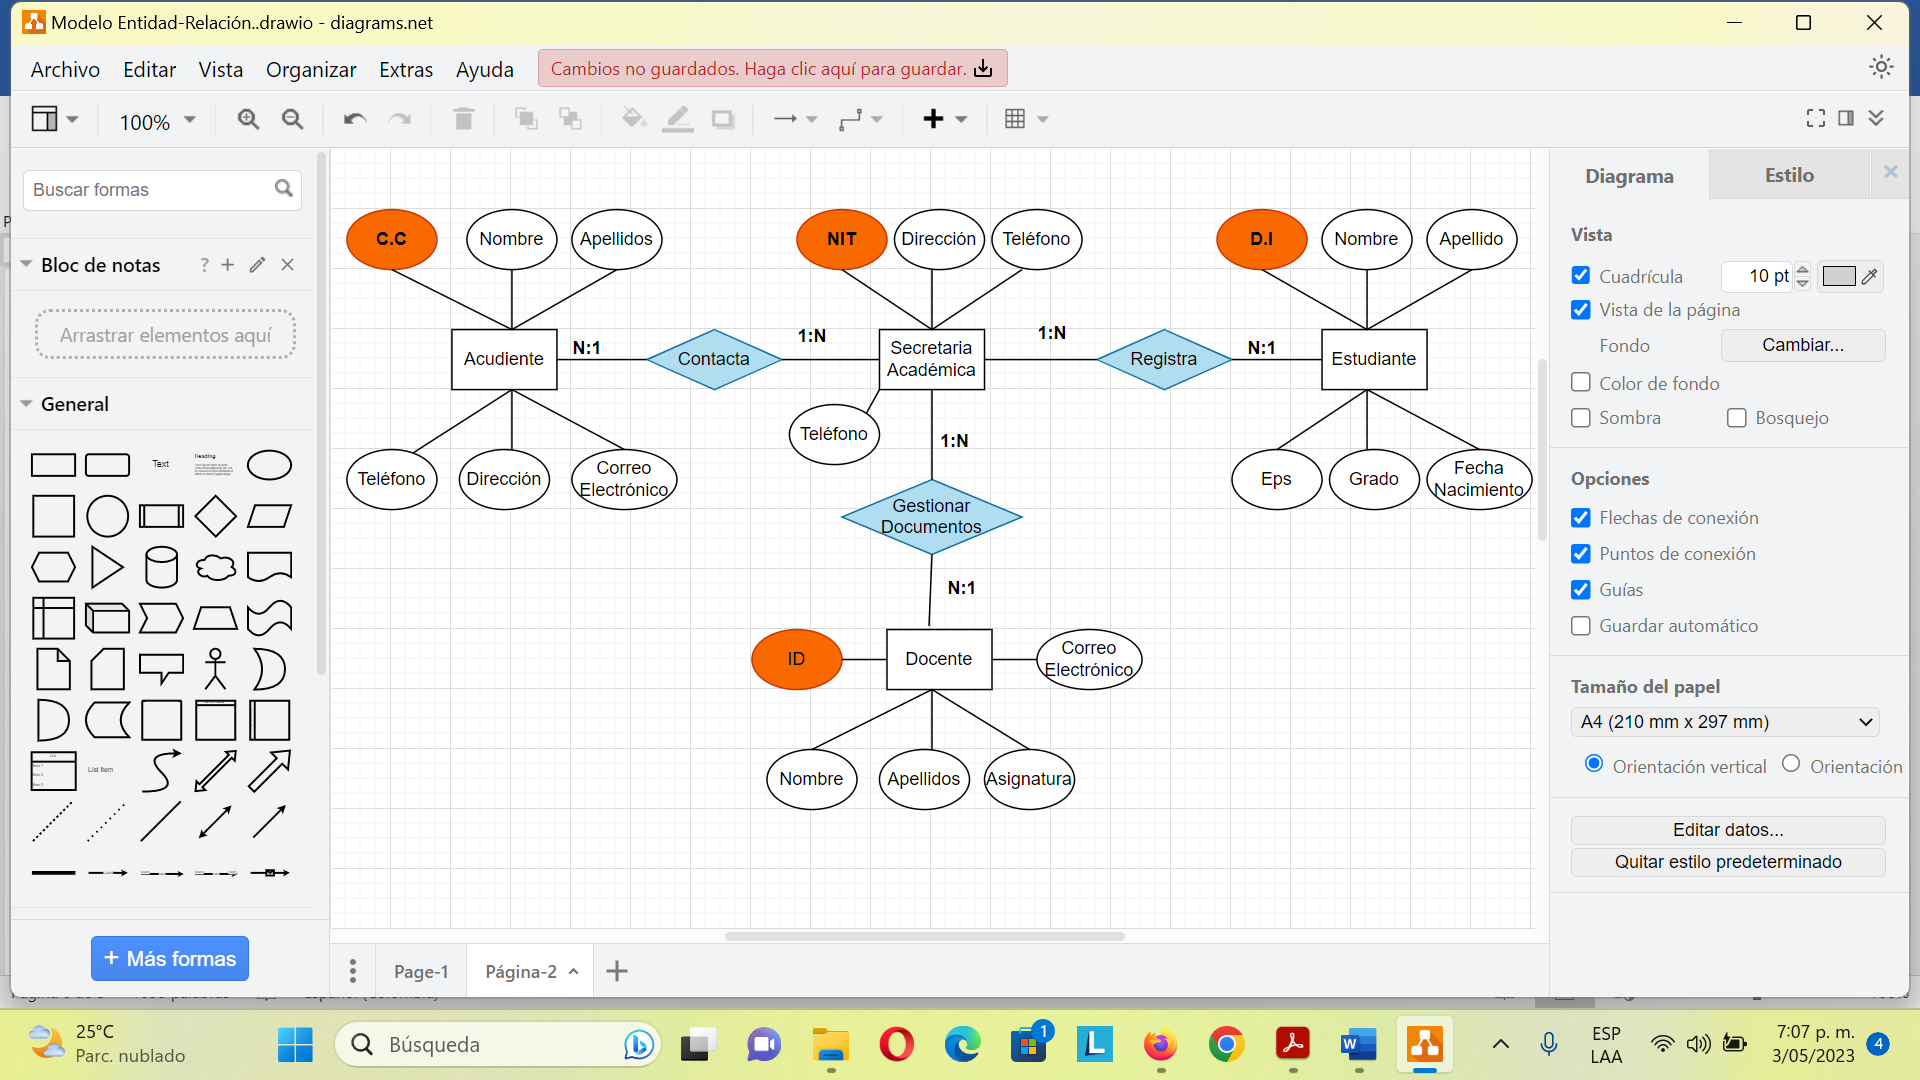 Modelo Entidad-Relación..drawio - diagrams.net
Archivo Editar Vista Organizar Extras Ayuda Cambios no guardados. Haga clic aquí para guardar.
100%
Buscar formas
Bloc de notas ?
Arrastrar elementos aquí
General
Text
Heading
List Item
+ Más formas
C.C Nombre Apellidos NIT Dirección Teléfono D.I Nombre Apellido
Acudiente N:1 Contacta 1:N Secretaria Académica 1:N Registra N:1 Estudiante
Teléfono
1:N
Teléfono Dirección Correo Electrónico Eps Grado Fecha Nacimiento
Gestionar
Documentos
N:1
ID Docente Correo Electrónico
Nombre Apellidos Asignatura
Page-1 Página-2
Diagrama Estilo
Vista
Cuadrícula 10 pt
Vista de la página
Fondo Cambiar...
Color de fondo
Sombra Bosquejo
Opciones
Flechas de conexión
Puntos de conexión
Guías
Guardar automático
Tamaño del papel
A4 (210 mm x 297 mm)
Orientación vertical Orientación
Editar datos...
Quitar estilo predeterminado
25°C
Parc. nublado
Búsqueda
1
ESP
LAA
7:07 p. m.
3/05/2023
4